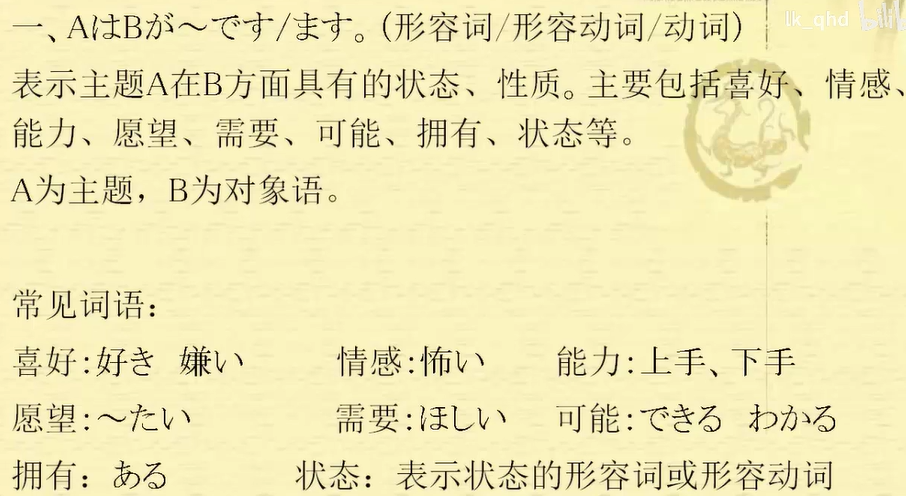 lk_qhd
一、AはBが～です/ます。(形容词/形容动词/动词)
表示主题A在B方面具有的状态、性质。主要包括喜好、情感、
能力、愿望、需要、可能、拥有、状态等。
A为主题，B为对象语。
常见词语：
喜好:好き 嫌い 情感:怖い 能力:上手、下手
愿望:～たい 需要:ほしい 可能:できる わかる
拥有：ある 状态：表示状态的形容词或形容动词